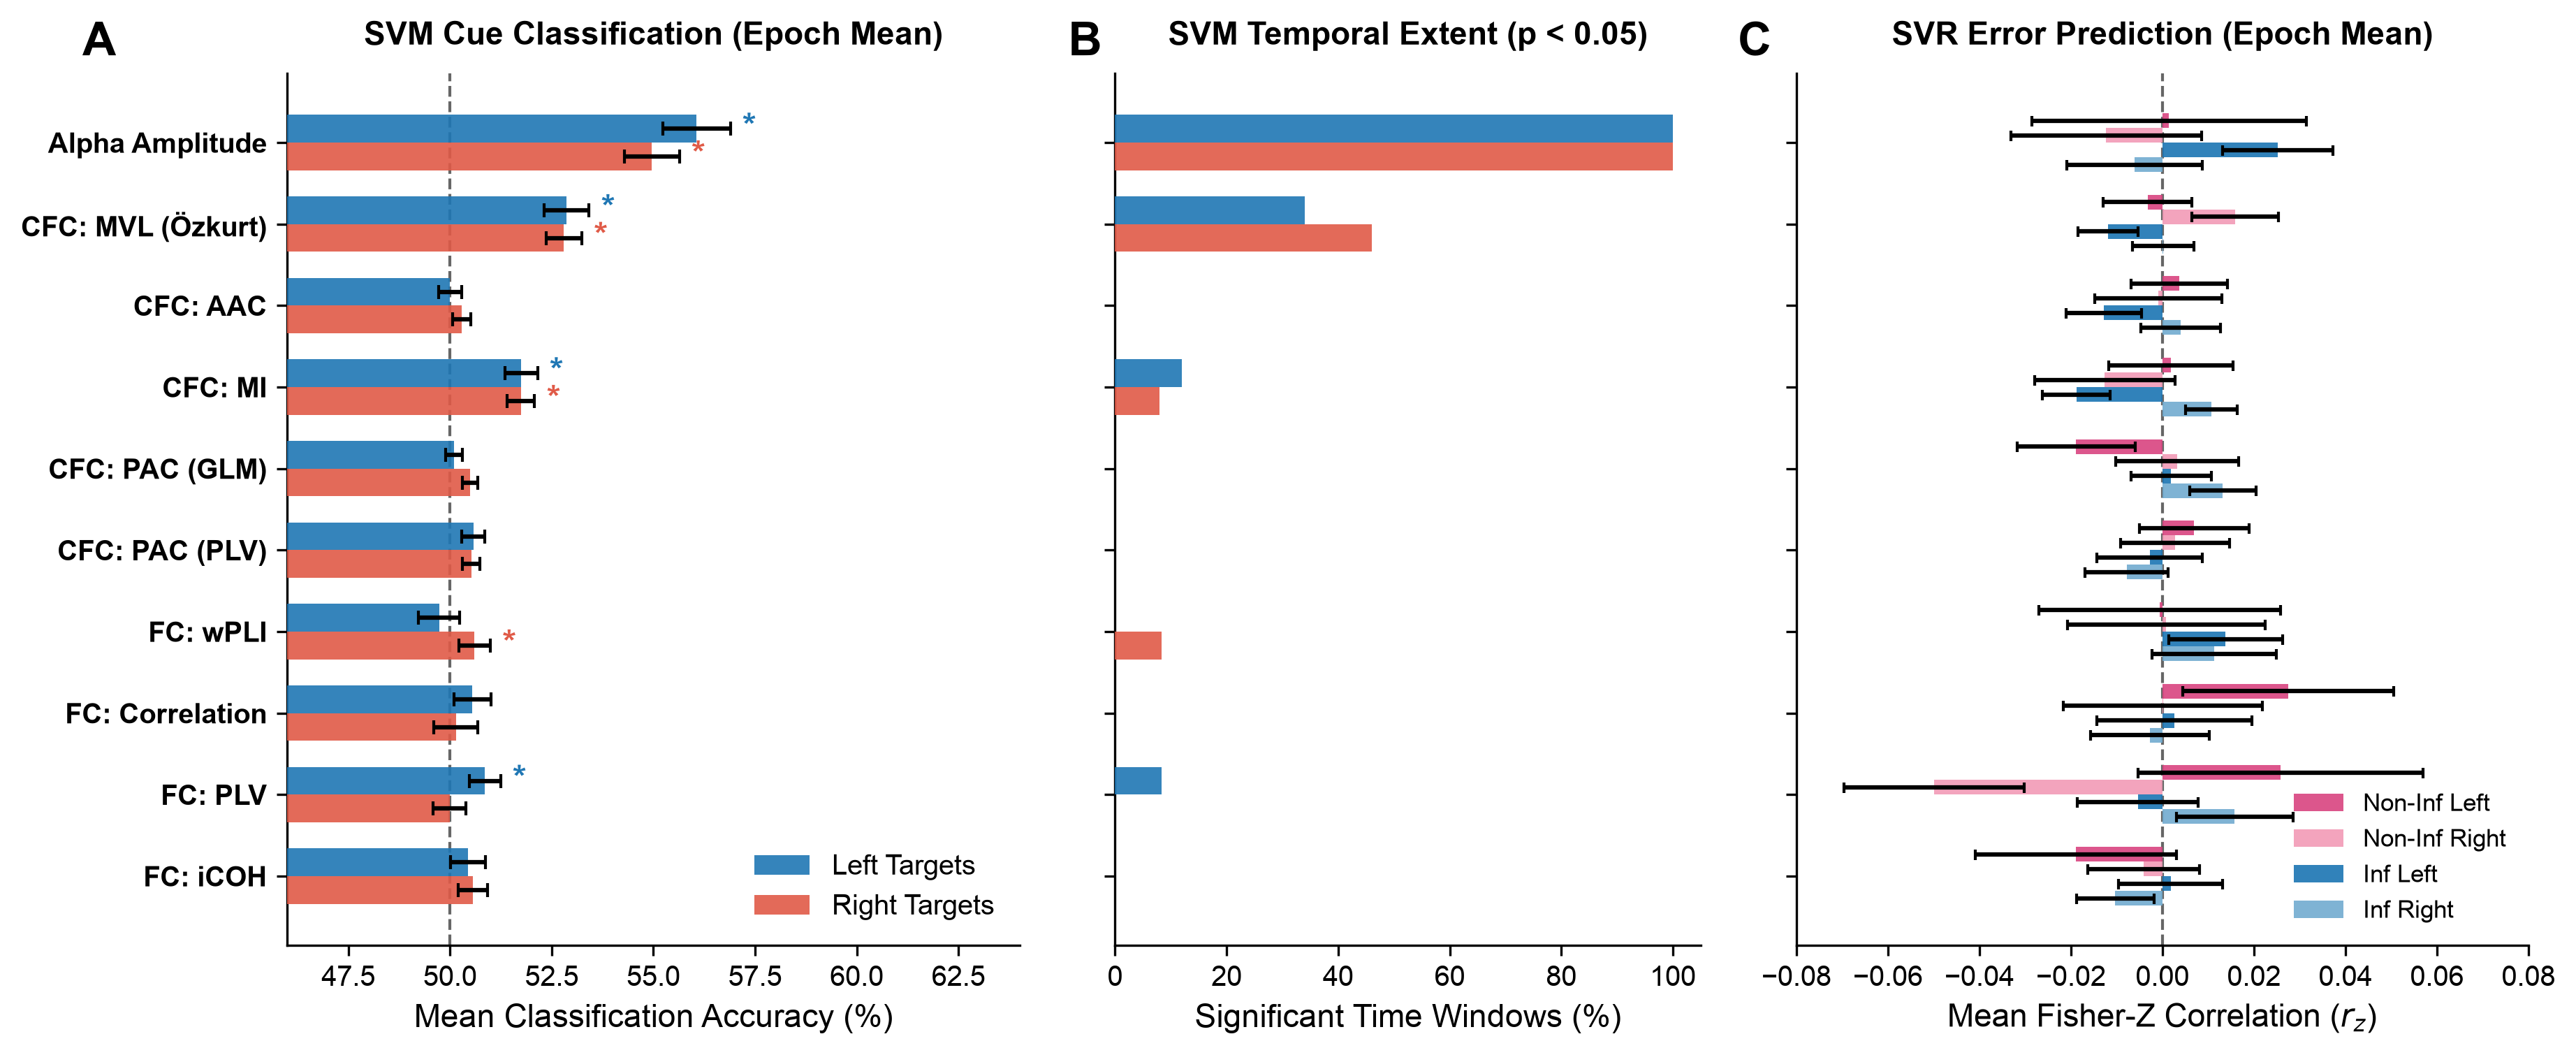 A
SVM Cue Classification (Epoch Mean)
Alpha Amplitude
CFC: MVL (Özkurt)
CFC: AAC
CFC: MI
CFC: PAC (GLM)
CFC: PAC (PLV)
FC: wPLI
FC: Correlation
FC: PLV
FC: iCOH
*
*
*
*
*
*
*
*
Left Targets
Right Targets
47.5 50.0 52.5 55.0 57.5 60.0 62.5
Mean Classification Accuracy (%)
B
SVM Temporal Extent (p < 0.05)
0 20 40 60 80 100
Significant Time Windows (%)
C
SVR Error Prediction (Epoch Mean)
Non-Inf Left
Non-Inf Right
Inf Left
Inf Right
−0.08 −0.06 −0.04 −0.02 0.00 0.02 0.04 0.06 0.08
Mean Fisher-Z Correlation (r_z)